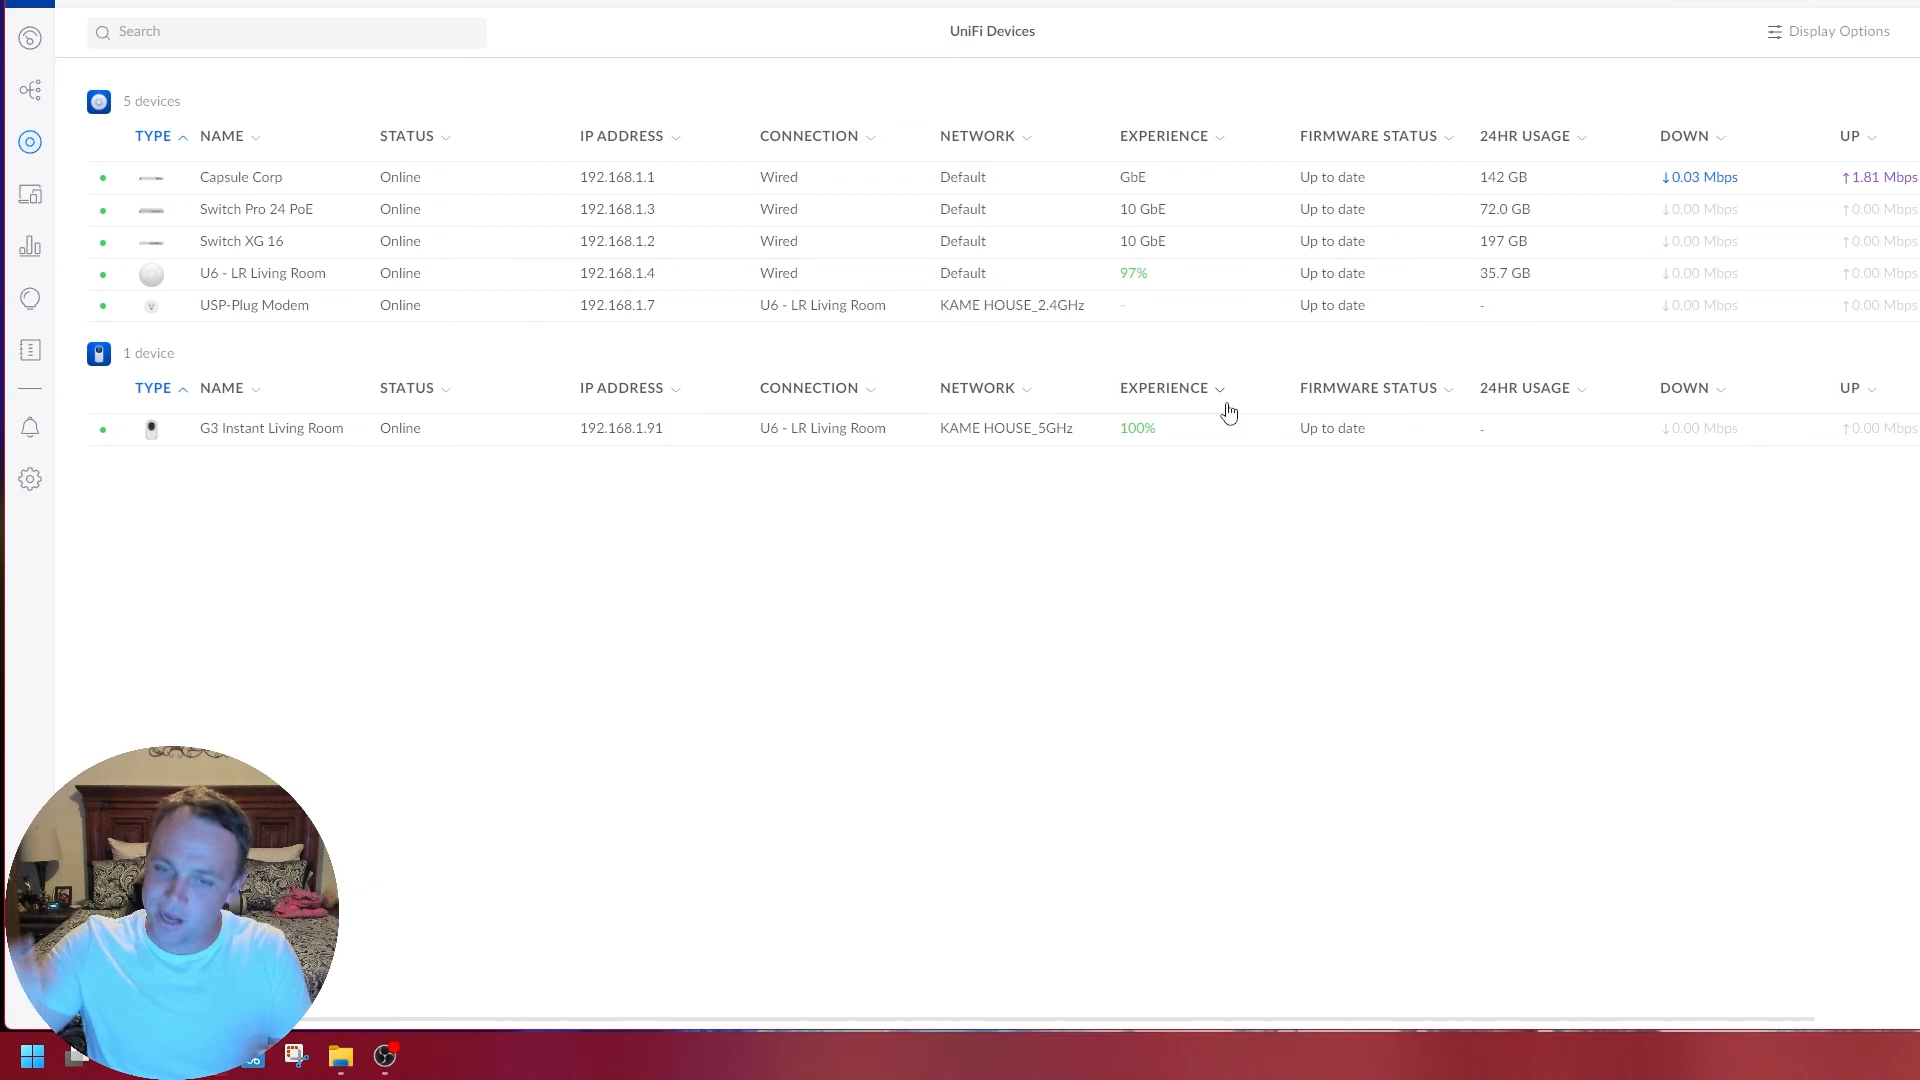 Search
UniFi Devices
Display Options
5 devices
TYPE NAME STATUS IP ADDRESS CONNECTION NETWORK EXPERIENCE FIRMWARE STATUS 24HR USAGE DOWN UP
Capsule Corp Online 192.168.1.1 Wired Default GbE Up to date 142 GB ↓0.03 Mbps ↑1.81 Mbps
Switch Pro 24 PoE Online 192.168.1.3 Wired Default 10 GbE Up to date 72.0 GB ↓0.00 Mbps ↑0.00 Mbps
Switch XG 16 Online 192.168.1.2 Wired Default 10 GbE Up to date 197 GB ↓0.00 Mbps ↑0.00 Mbps
U6 - LR Living Room Online 192.168.1.4 Wired Default 97% Up to date 35.7 GB ↓0.00 Mbps ↑0.00 Mbps
USP-Plug Modem Online 192.168.1.7 U6 - LR Living Room KAME HOUSE_2.4GHz - Up to date - ↓0.00 Mbps ↑0.00 Mbps
1 device
TYPE NAME STATUS IP ADDRESS CONNECTION NETWORK EXPERIENCE FIRMWARE STATUS 24HR USAGE DOWN UP
G3 Instant Living Room Online 192.168.1.91 U6 - LR Living Room KAME HOUSE_5GHz 100% Up to date - ↓0.00 Mbps ↑0.00 Mbps